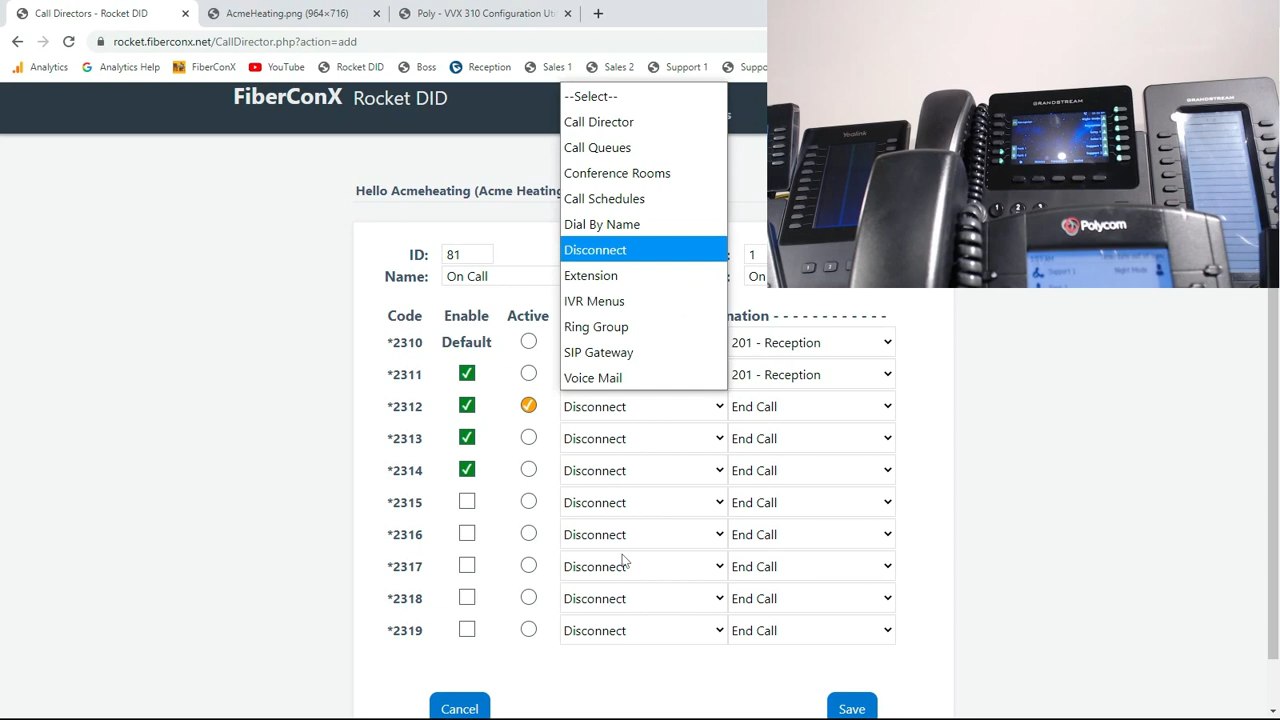 Call Directors - Rocket DID
AcmeHeating.png (964×716)
Poly - VVX 310 Configuration Ut
rocket.fiberconx.net/CallDirector.php?action=add
Analytics
Analytics Help
FiberConX
YouTube
Rocket DID
Boss
Reception
Sales 1
Sales 2
Support 1
Suppo
FiberConX Rocket DID
Hello Acmeheating (Acme Heating
ID: 81
1
Name: On Call
On
--Select--
Call Director
Call Queues
Conference Rooms
Call Schedules
Dial By Name
Disconnect
Extension
IVR Menus
Ring Group
SIP Gateway
Voice Mail
Code Enable Active nation - - - - - - - - - - - -
*2310 Default 201 - Reception
*2311 201 - Reception
*2312 Disconnect End Call
*2313 Disconnect End Call
*2314 Disconnect End Call
*2315 Disconnect End Call
*2316 Disconnect End Call
*2317 Disconnect End Call
*2318 Disconnect End Call
*2319 Disconnect End Call
Cancel
Save
Yealink
GRANDSTREAM
GRANDSTREAM
Polycom
Support 1
Night Mode